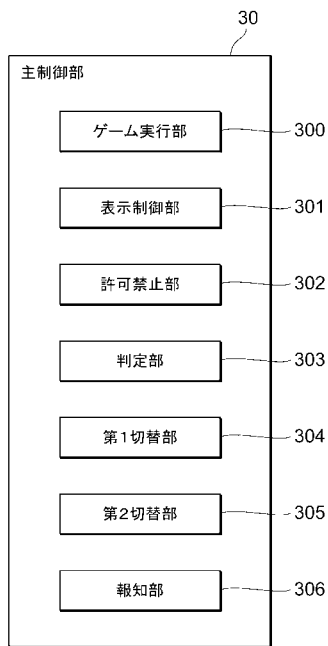 30
主制御部
ゲーム実行部 300
表示制御部 301
許可禁止部 302
判定部 303
第1切替部 304
第2切替部 305
報知部 306